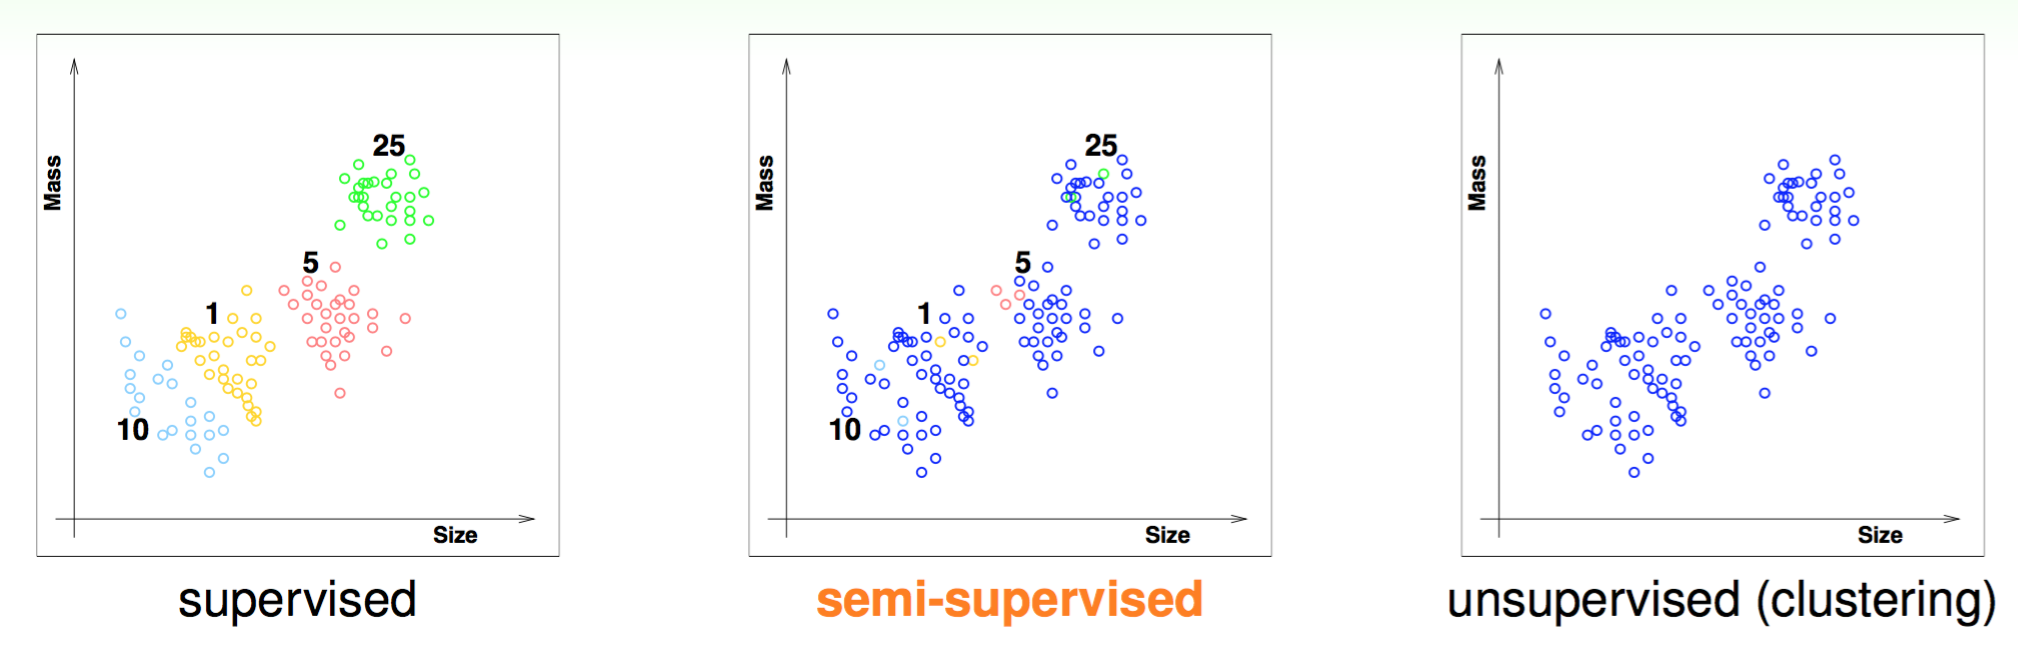 25
Mass
5
1
10
Size
supervised
25
Mass
5
1
10
Size
semi-supervised
Mass
Size
unsupervised (clustering)